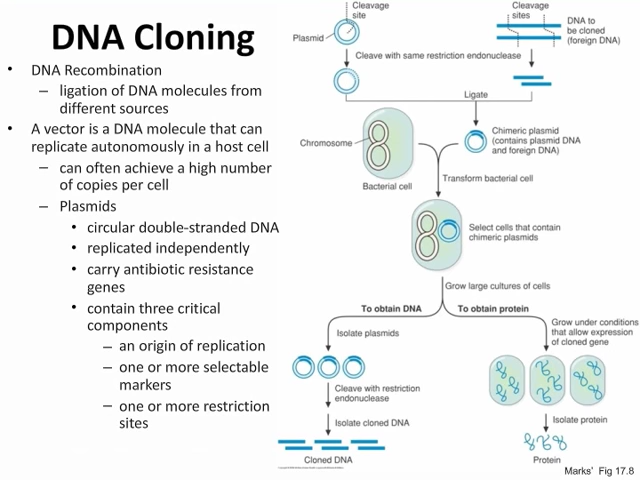 DNA Cloning
• DNA Recombination
– ligation of DNA molecules from
different sources
• A vector is a DNA molecule that can
replicate autonomously in a host cell
– can often achieve a high number
of copies per cell
– Plasmids
• circular double-stranded DNA
• replicated independently
• carry antibiotic resistance
genes
• contain three critical
components
– an origin of replication
– one or more selectable
markers
– one or more restriction
sites
Cleavage
site
Plasmid
Cleavage
sites
DNA to
be cloned
(foreign DNA)
Cleave with same restriction endonuclease
Ligate
Chromosome
Bacterial cell
Chimeric plasmid
(contains plasmid DNA
and foreign DNA)
Transform bacterial cell
Select cells that contain
chimeric plasmids
Grow large cultures of cells
To obtain DNA
To obtain protein
Isolate plasmids
Grow under conditions
that allow expression
of cloned gene
Cleave with restriction
endonuclease
Isolate cloned DNA
Isolate protein
Cloned DNA
Protein
Marks' Fig 17.8